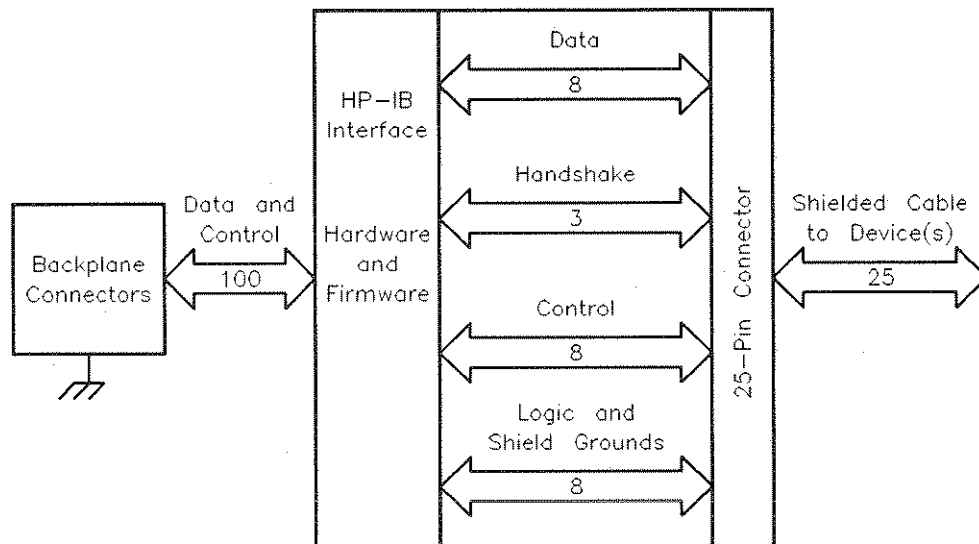 Backplane
Connectors
Data and
Control
100
HP-IB
Interface
Hardware
and
Firmware
Data
8
Handshake
3
Control
8
Logic and
Shield Grounds
8
25-Pin Connector
Shielded Cable
to Device(s)
25